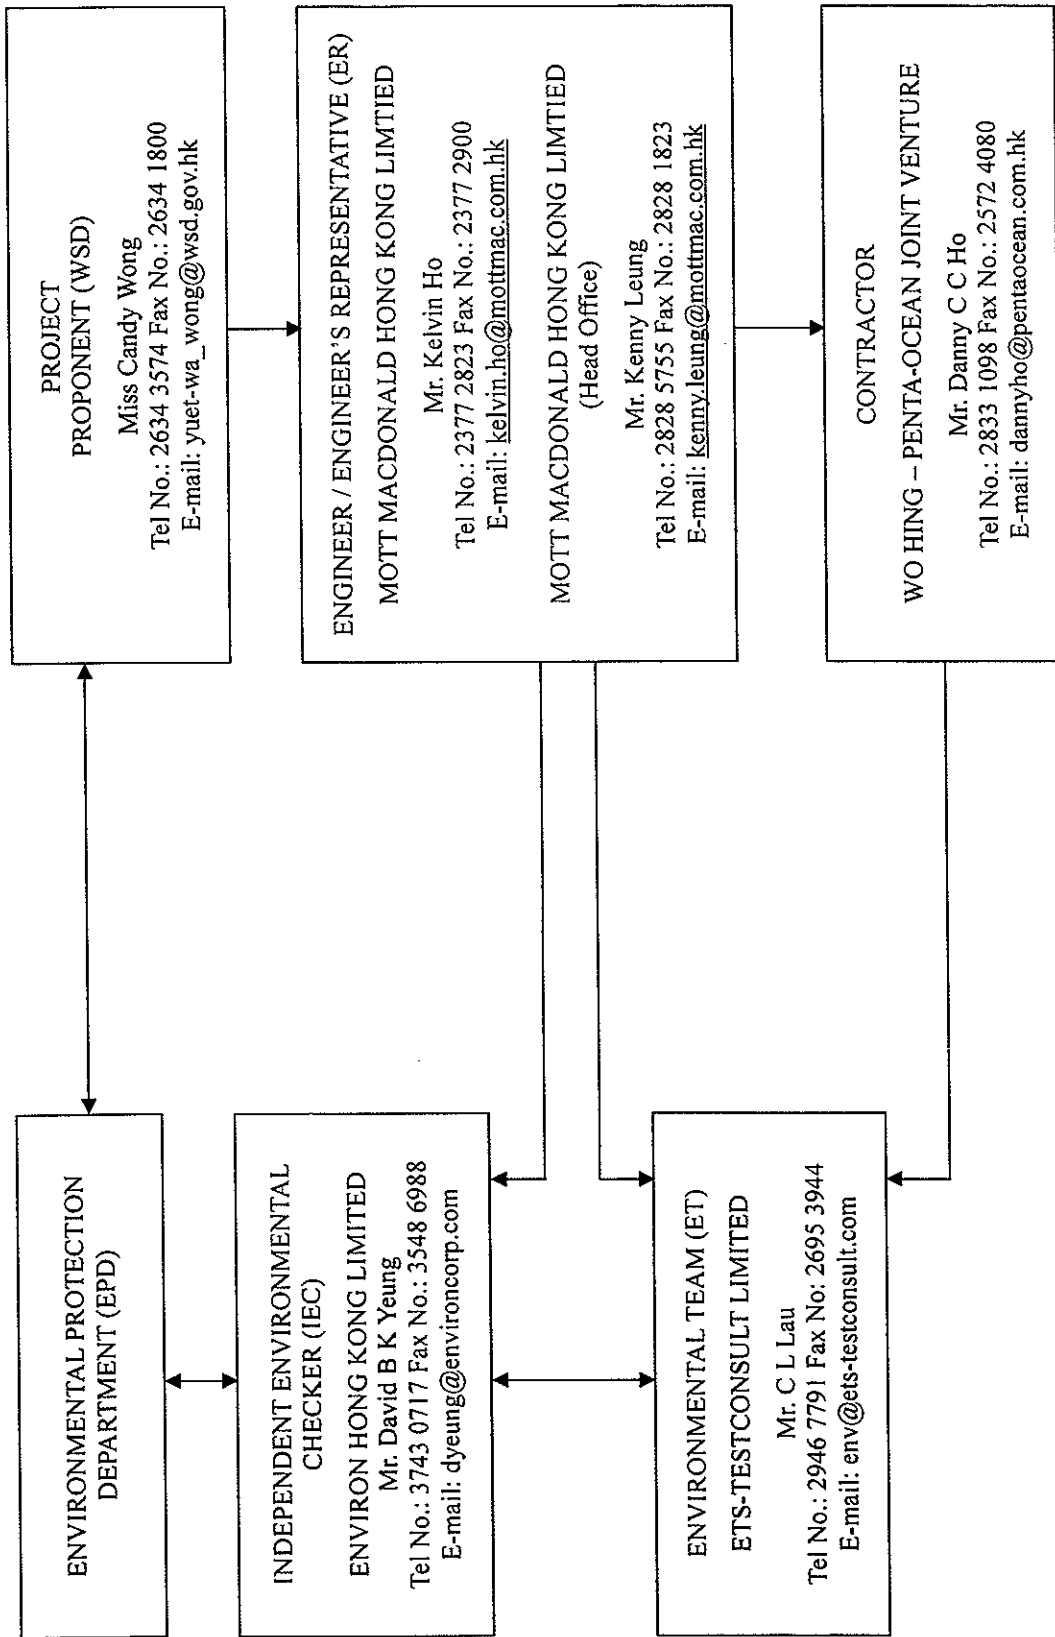 ENVIRONMENTAL PROTECTION
DEPARTMENT (EPD)
PROJECT
PROPONENT (WSD)
Miss Candy Wong
Tel No.: 2634 3574 Fax No.: 2634 1800
E-mail: yuet-wa_wong@wsd.gov.hk
INDEPENDENT ENVIRONMENTAL
CHECKER (IEC)
ENVIRON HONG KONG LIMITED
Mr. David B K Yeung
Tel No.: 3743 0717 Fax No.: 3548 6988
E-mail: dyeung@environcorp.com
ENGINEER / ENGINEER'S REPRESENTATIVE (ER)
MOTT MACDONALD HONG KONG LIMTIED
Mr. Kelvin Ho
Tel No.: 2377 2823 Fax No.: 2377 2900
E-mail: kelvin.ho@mottmac.com.hk
MOTT MACDONALD HONG KONG LIMTIED
(Head Office)
Mr. Kenny Leung
Tel No.: 2828 5755 Fax No.: 2828 1823
E-mail: kenny.leung@mottmac.com.hk
ENVIRONMENTAL TEAM (ET)
ETS-TESTCONSULT LIMITED
Mr. C L Lau
Tel No.: 2946 7791 Fax No: 2695 3944
E-mail: env@ets-testconsult.com
CONTRACTOR
WO HING – PENTA-OCEAN JOINT VENTURE
Mr. Danny C C Ho
Tel No.: 2833 1098 Fax No.: 2572 4080
E-mail: dannyho@pentaocean.com.hk